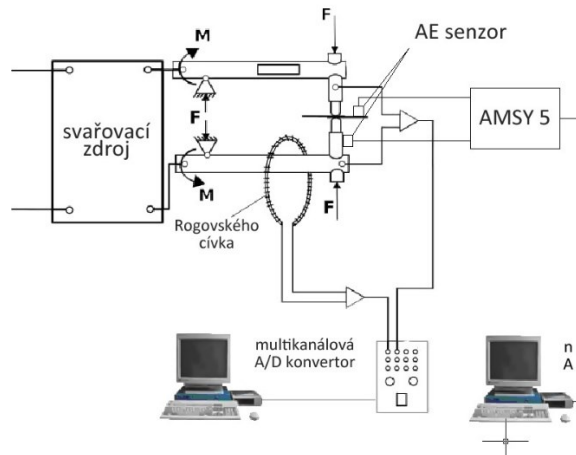 F
M
AE senzor
svařovací
zdroj
F
AMSY 5
M
F
Rogovského
cívka
multikanálová
A/D konvertor
n
A